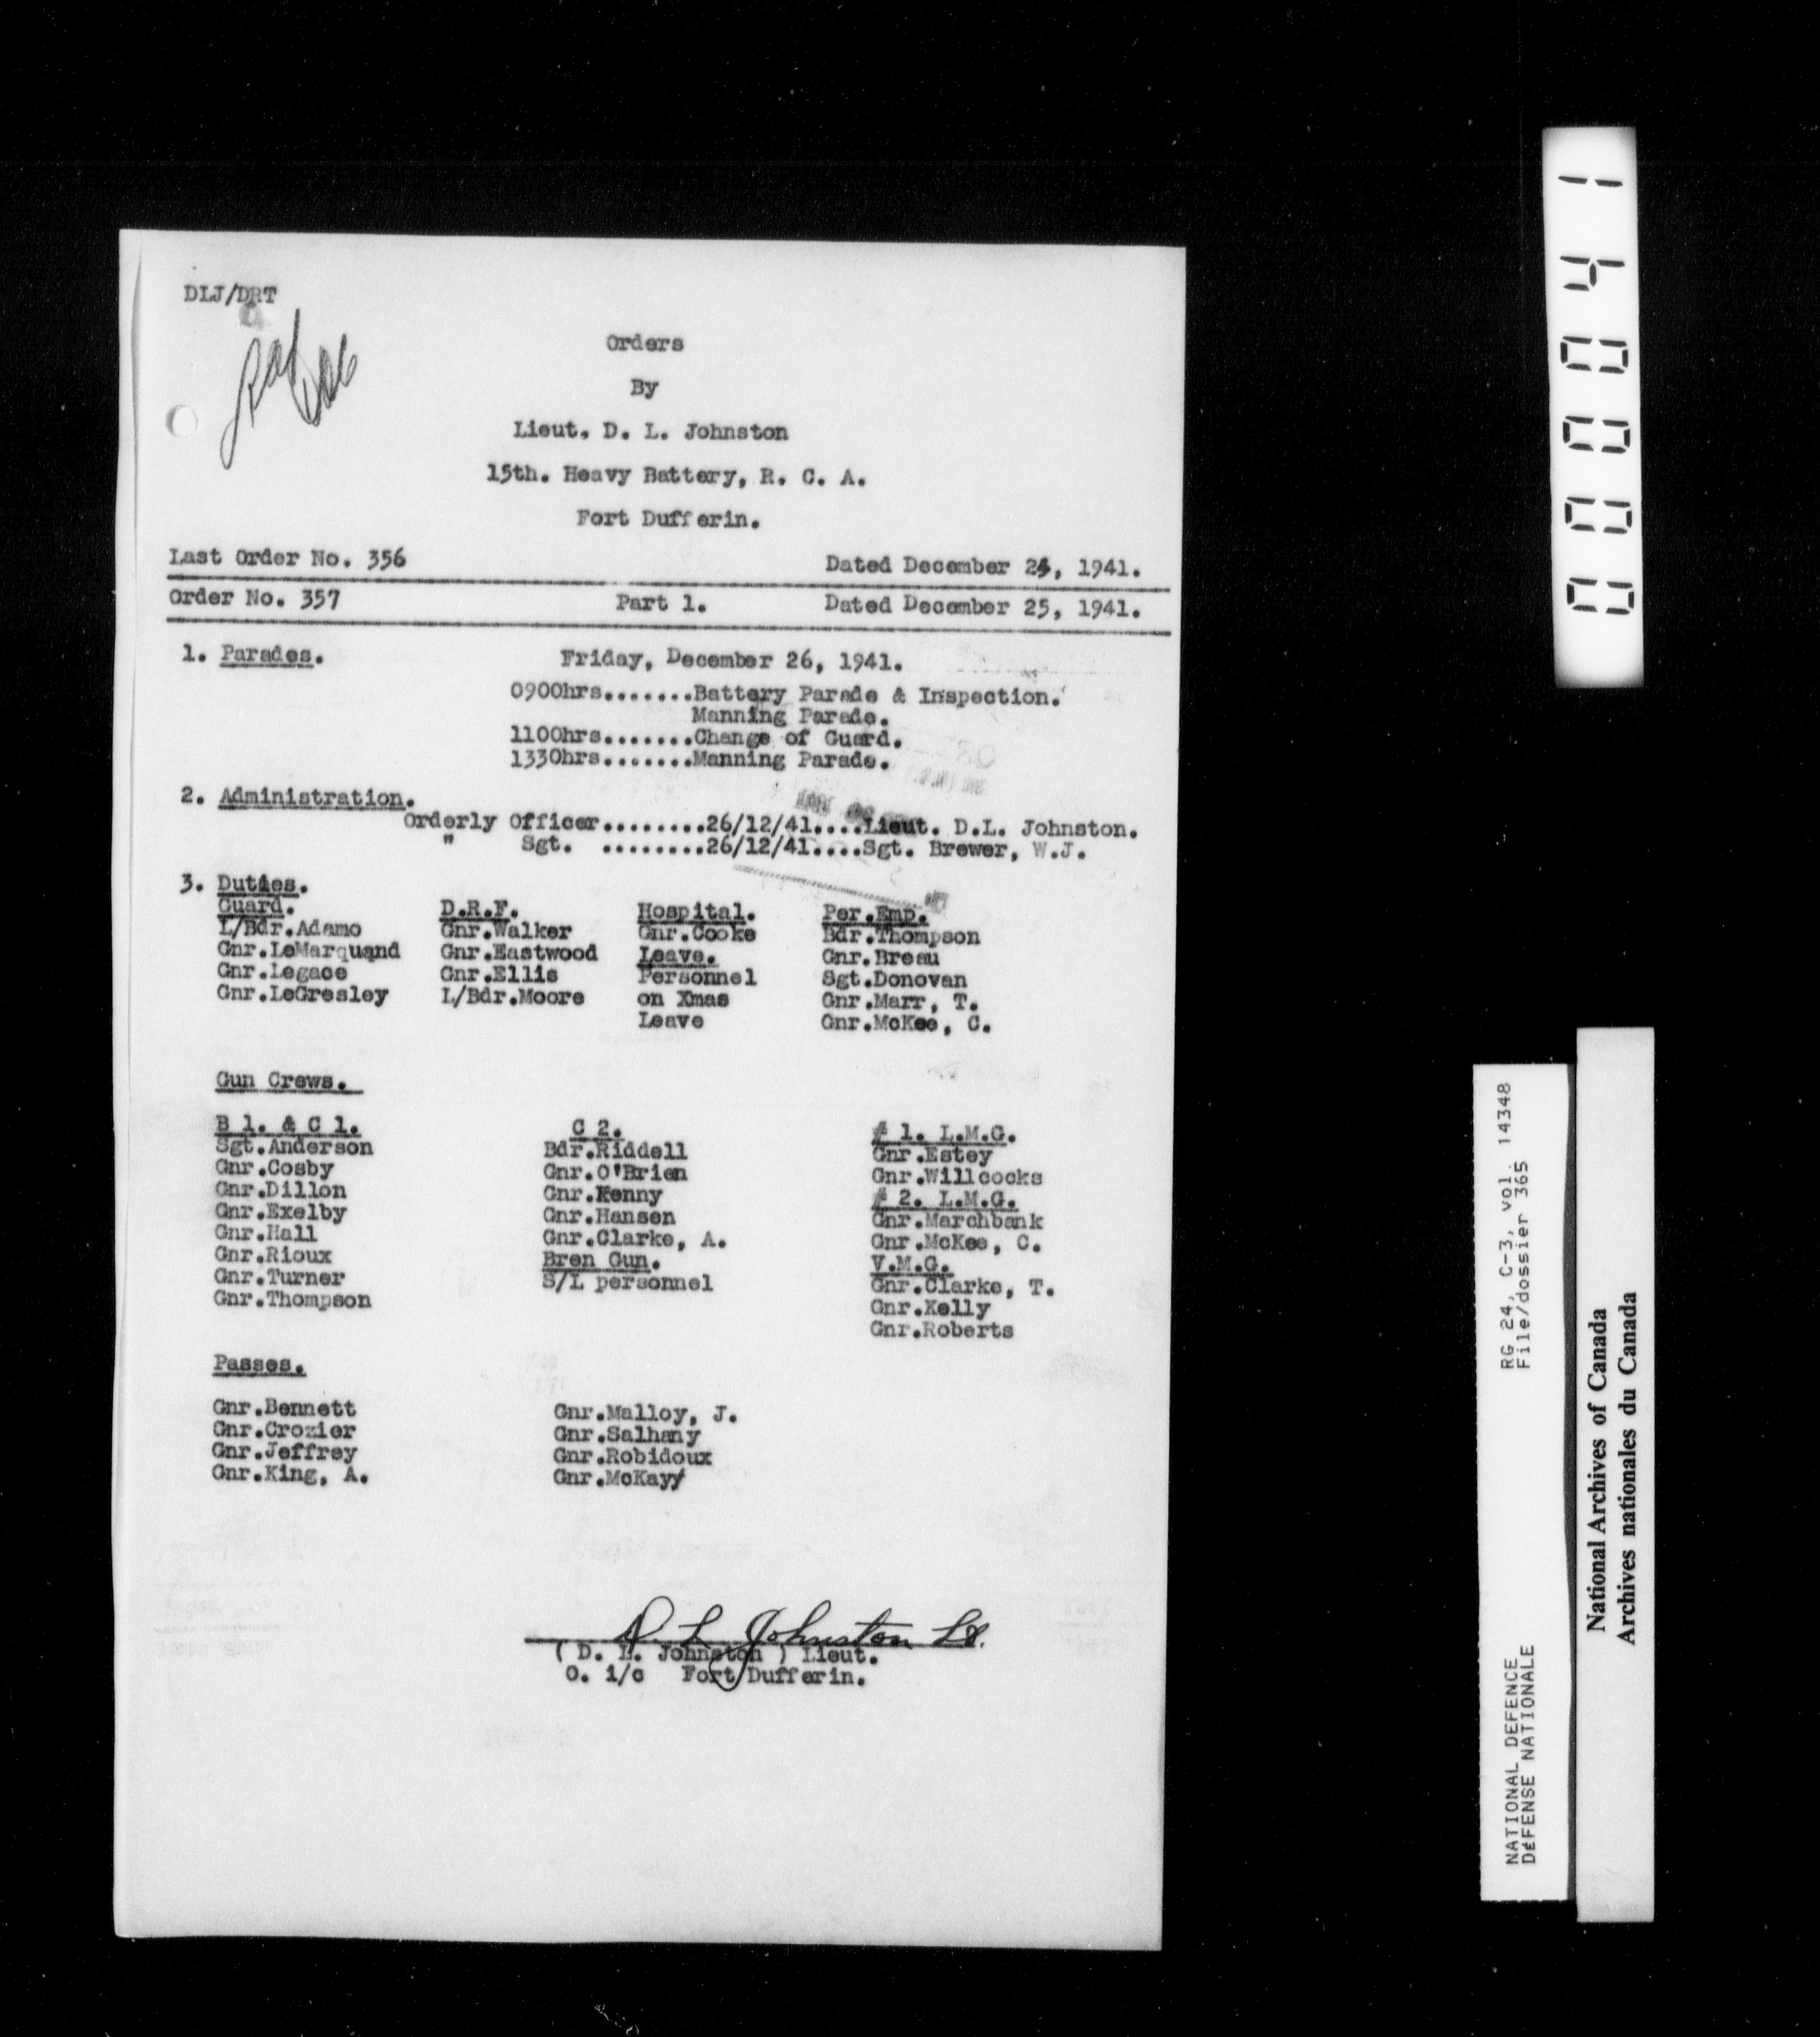 DLJ/DRT
Orders
By
Lieut. D. L. Johnston
15th. Heavy Battery, R. C. A.
Fort Dufferin.
Last Order No. 356 Dated December 24, 1941.
Order No. 357 Part 1. Dated December 25, 1941.
1. Parades. Friday, December 26, 1941.
0900hrs.......Battery Parade & Inspection.
Manning Parade.
1100hrs.......Change of Guard.
1330hrs.......Manning Parade.
2. Administration.
Orderly Officer........26/12/41....Lieut. D.L. Johnston.
" Sgt. ........26/12/41....Sgt. Brewer, W.J.
3. Duties.
Guard. D.R.F. Hospital. Per.Emp.
L/Bdr.Adamo Gnr.Walker Gnr.Cooke Bdr.Thompson
Gnr.LeMarquand Gnr.Eastwood Leave. Gnr.Breau
Gnr.Legace Gnr.Ellis Personnel Sgt.Donovan
Gnr.LeGresley L/Bdr.Moore on Xmas Gnr.Marr, T.
Leave Gnr.McKee, C.
Gun Crews.
B 1. & C 1. C 2. # 1. L.M.G.
Sgt.Anderson Bdr.Riddell Gnr.Estey
Gnr.Cosby Gnr.O'Brien Gnr.Willcocks
Gnr.Dillon Gnr.Kenny # 2. L.M.G.
Gnr.Exelby Gnr.Hansen Gnr.Marchbank
Gnr.Hall Gnr.Clarke, A. Gnr.McKee, C.
Gnr.Rioux Bren Gun. V.M.G.
Gnr.Turner S/L personnel Gnr.Clarke, T.
Gnr.Thompson Gnr.Kelly
Gnr.Roberts
Passes.
Gnr.Bennett Gnr.Malloy, J.
Gnr.Crozier Gnr.Salhany
Gnr.Jeffrey Gnr.Robidoux
Gnr.King, A. Gnr.McKay
D. L. Johnston Lt.
( D. L. Johnston ) Lieut.
O. i/c Fort Dufferin.
000041
RG 24, C-3, vol. 14348
File/dossier 365
NATIONAL DEFENCE
DÉFENSE NATIONALE
National Archives of Canada
Archives nationales du Canada